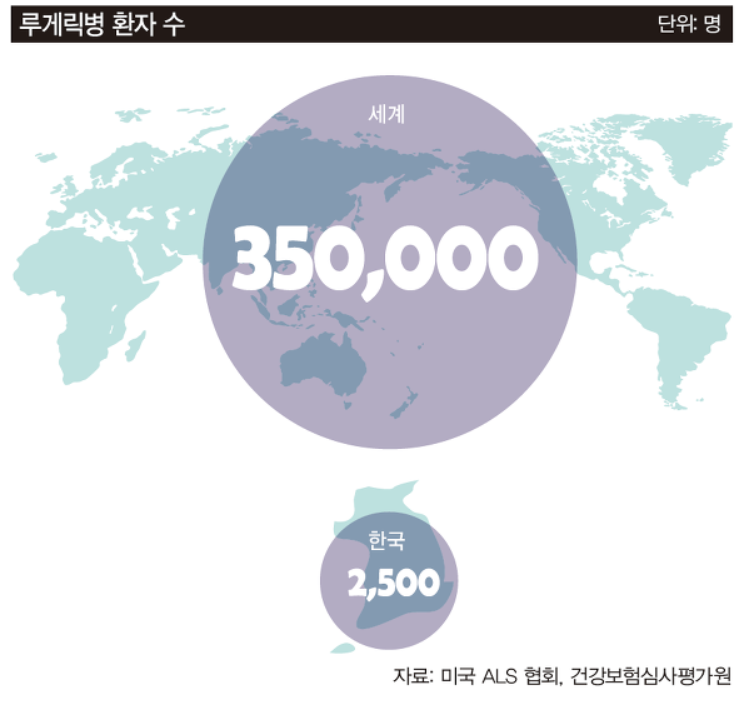 루게릭병 환자 수
단위: 명
세계
350,000
한국
2,500
자료: 미국 ALS 협회, 건강보험심사평가원